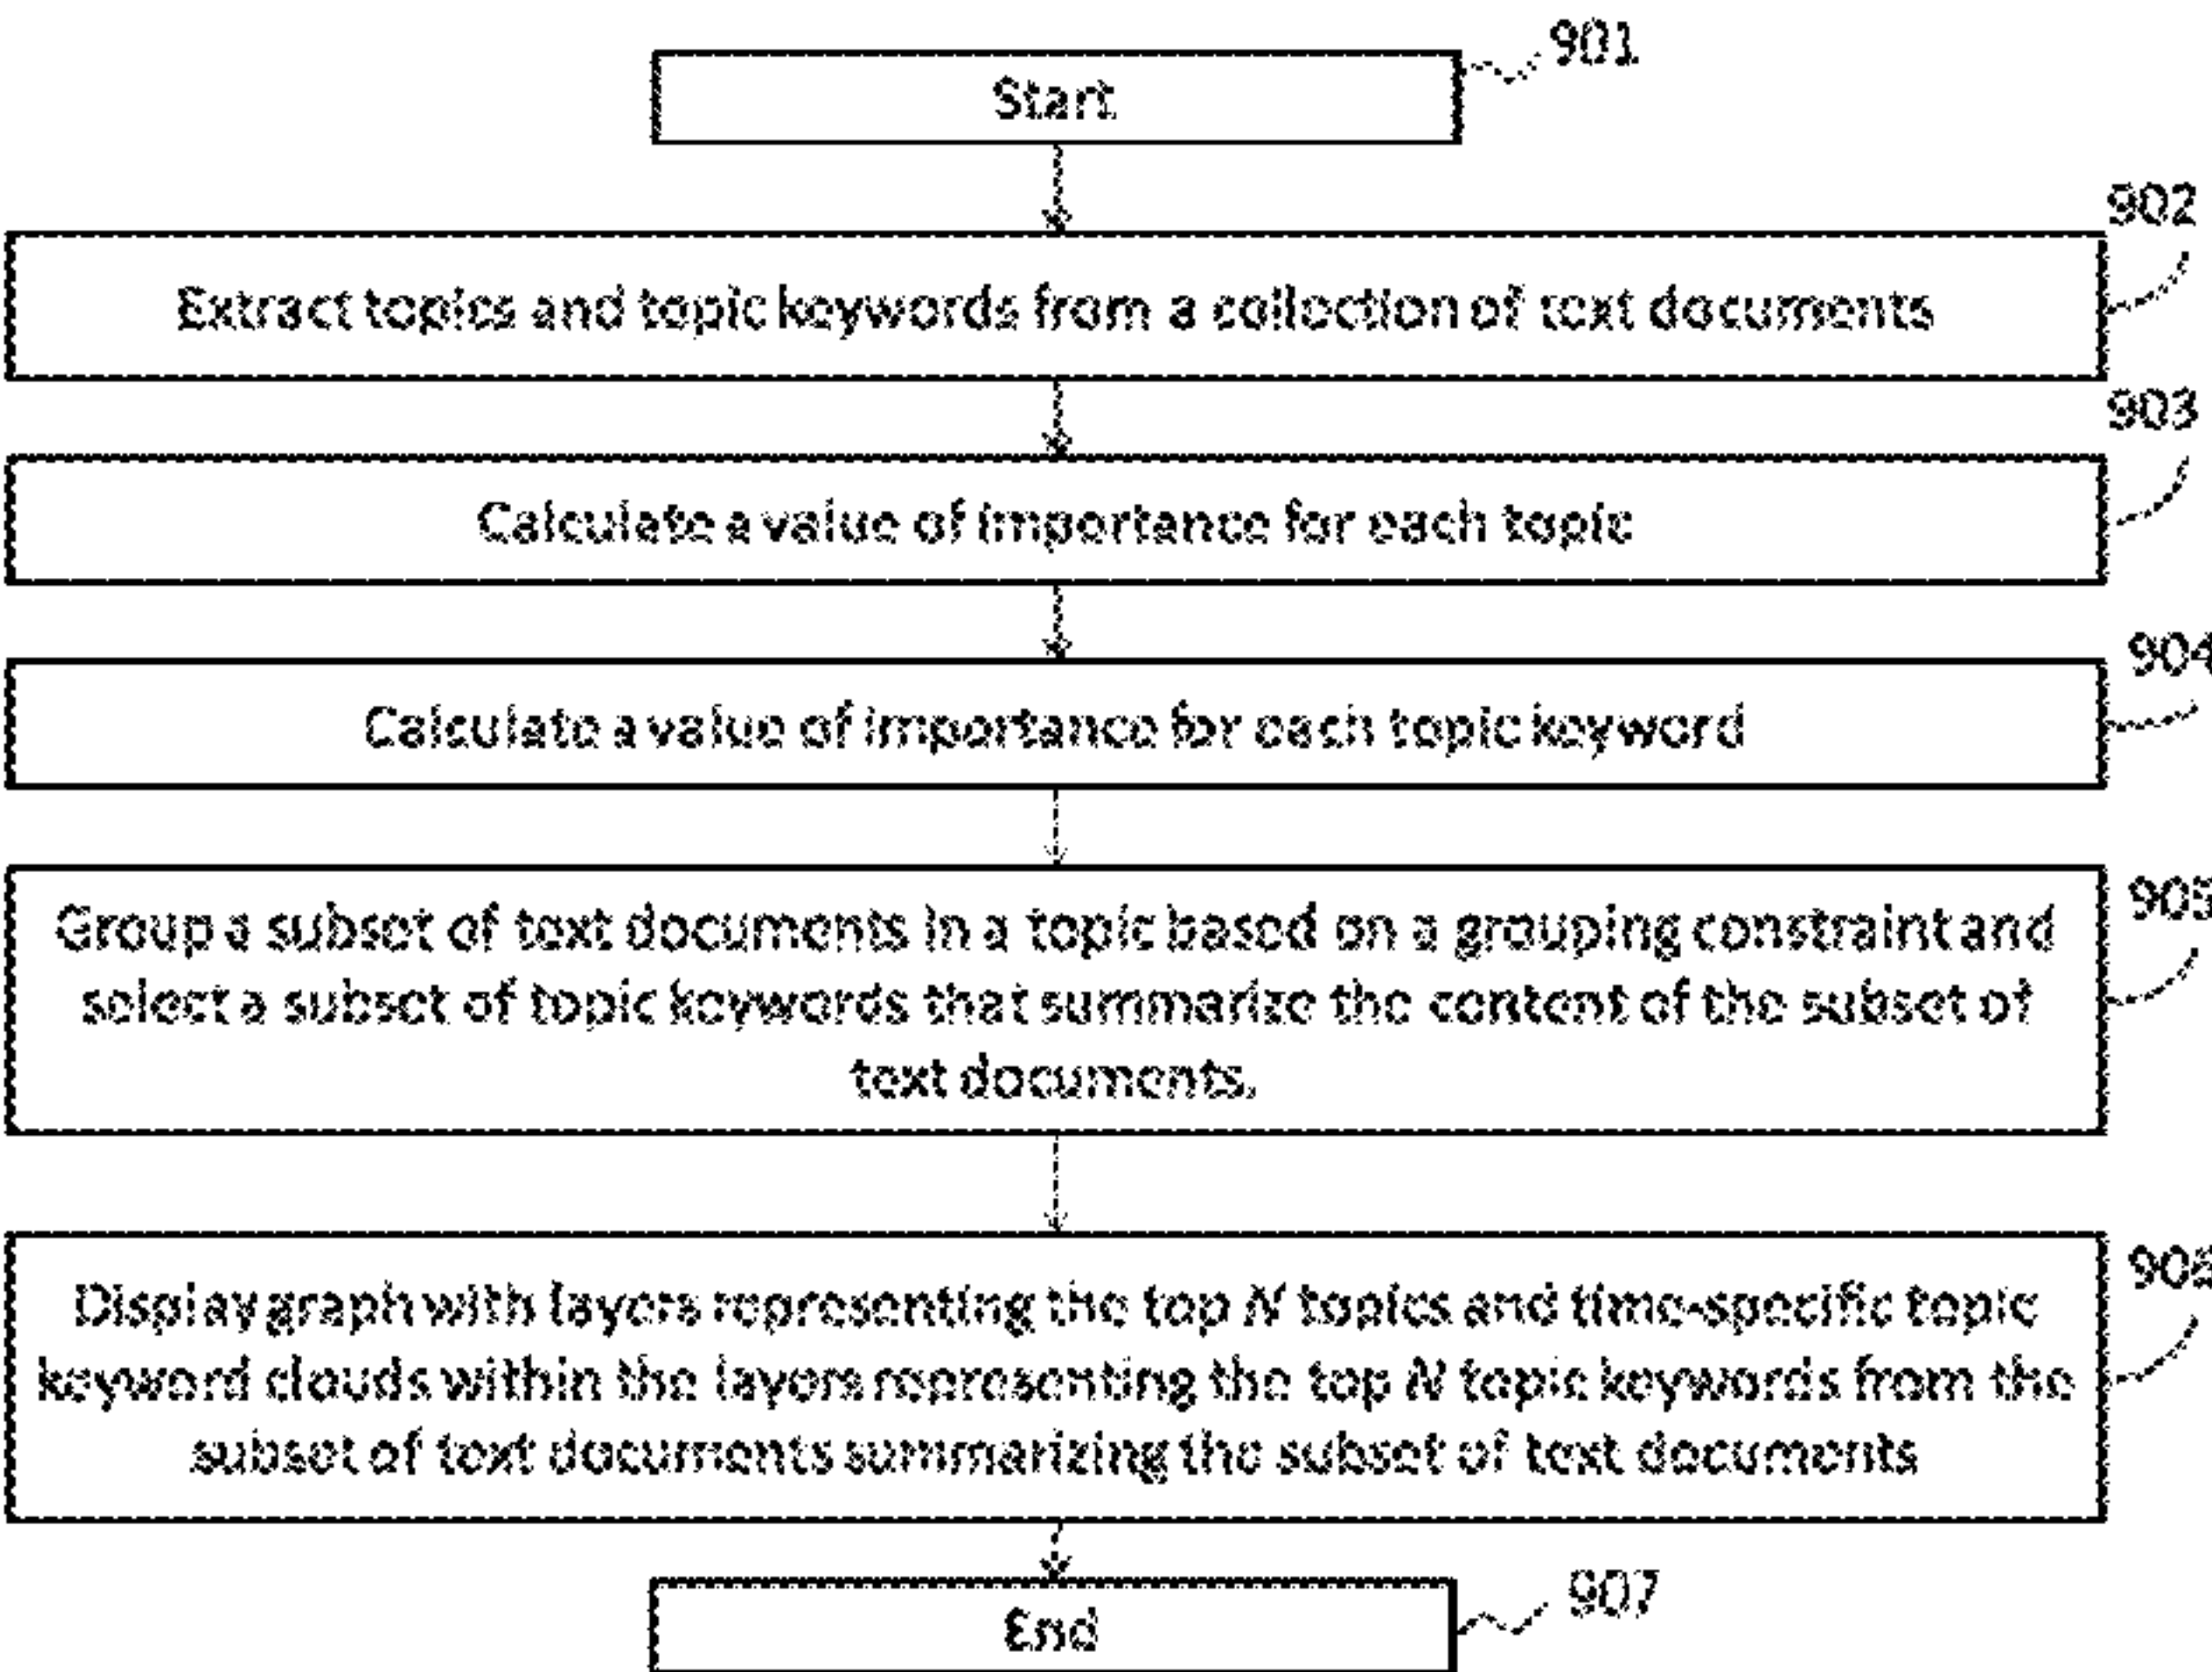 901
Start
902
Extract topics and topic keywords from a collection of text documents
903
Calculate a value of importance for each topic
904
Calculate a value of importance for each topic keyword
905
Group a subset of text documents in a topic based on a grouping constraint and
select a subset of topic keywords that summarize the content of the subset of
text documents.
906
Display graph with layers representing the top N topics and time-specific topic
keyword clouds within the layers representing the top N topic keywords from the
subset of text documents summarizing the subset of text documents
907
End